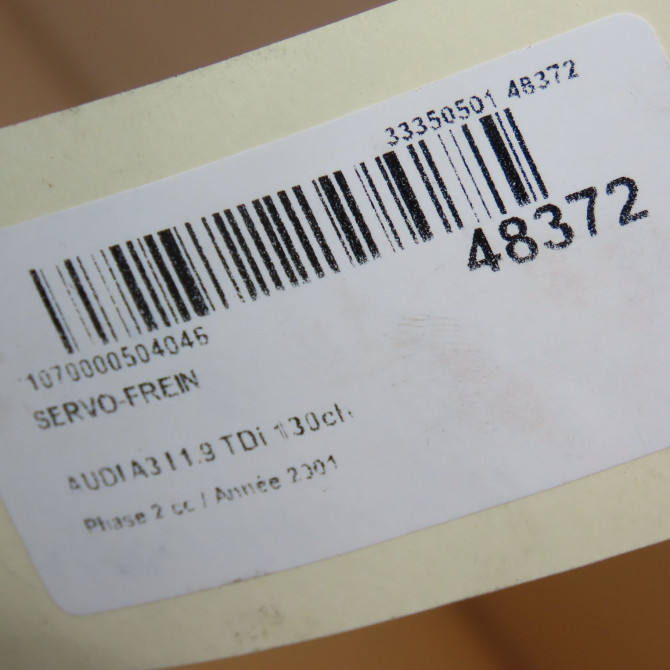 33350501 48372
48372
1070000504046
SERVO-FREIN
AUDI A3 I 1.9 TDi 130ch
Phase 2 cc / Année 2001